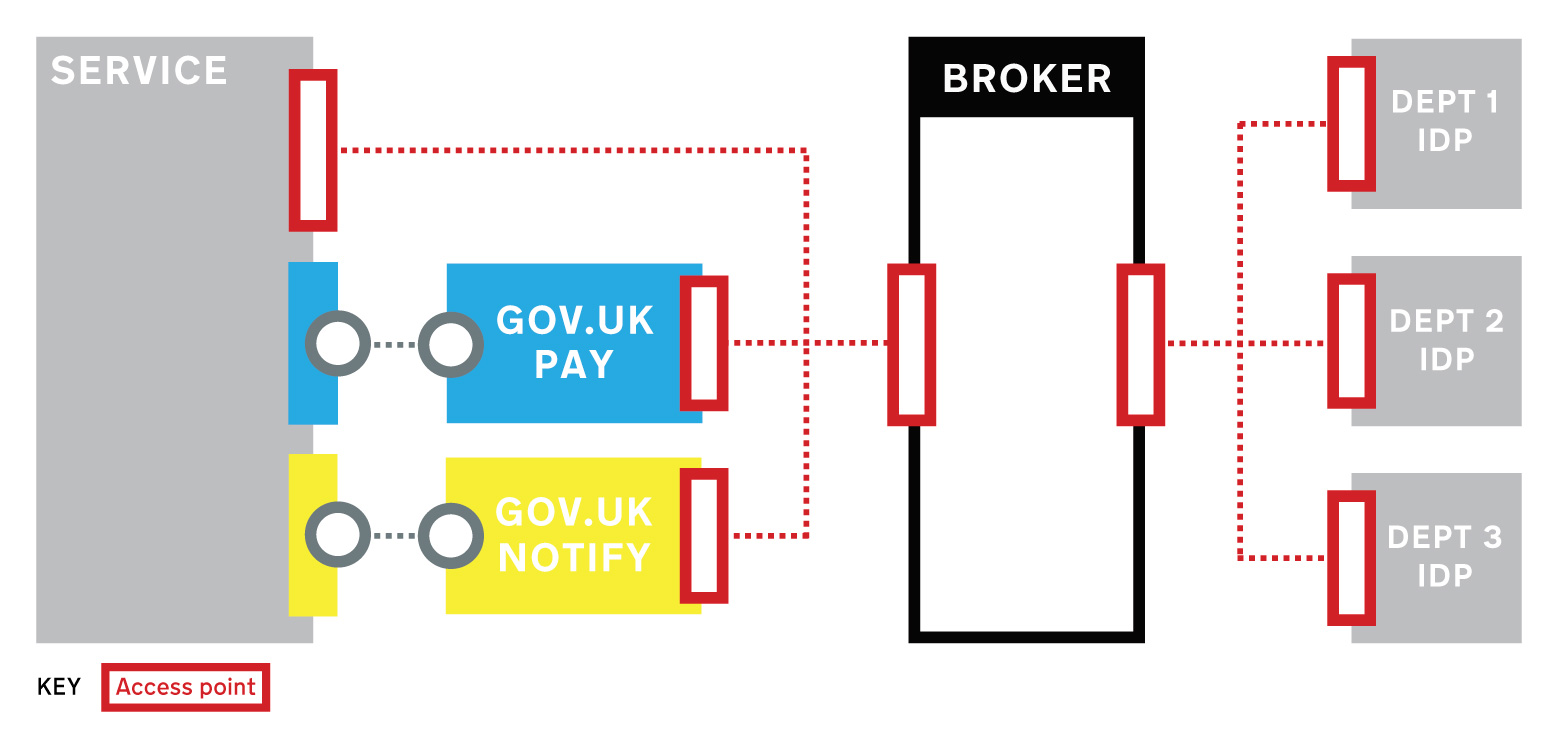 SERVICE
BROKER
DEPT 1
IDP
GOV.UK
PAY
DEPT 2
IDP
GOV.UK
NOTIFY
DEPT 3
IDP
KEY Access point